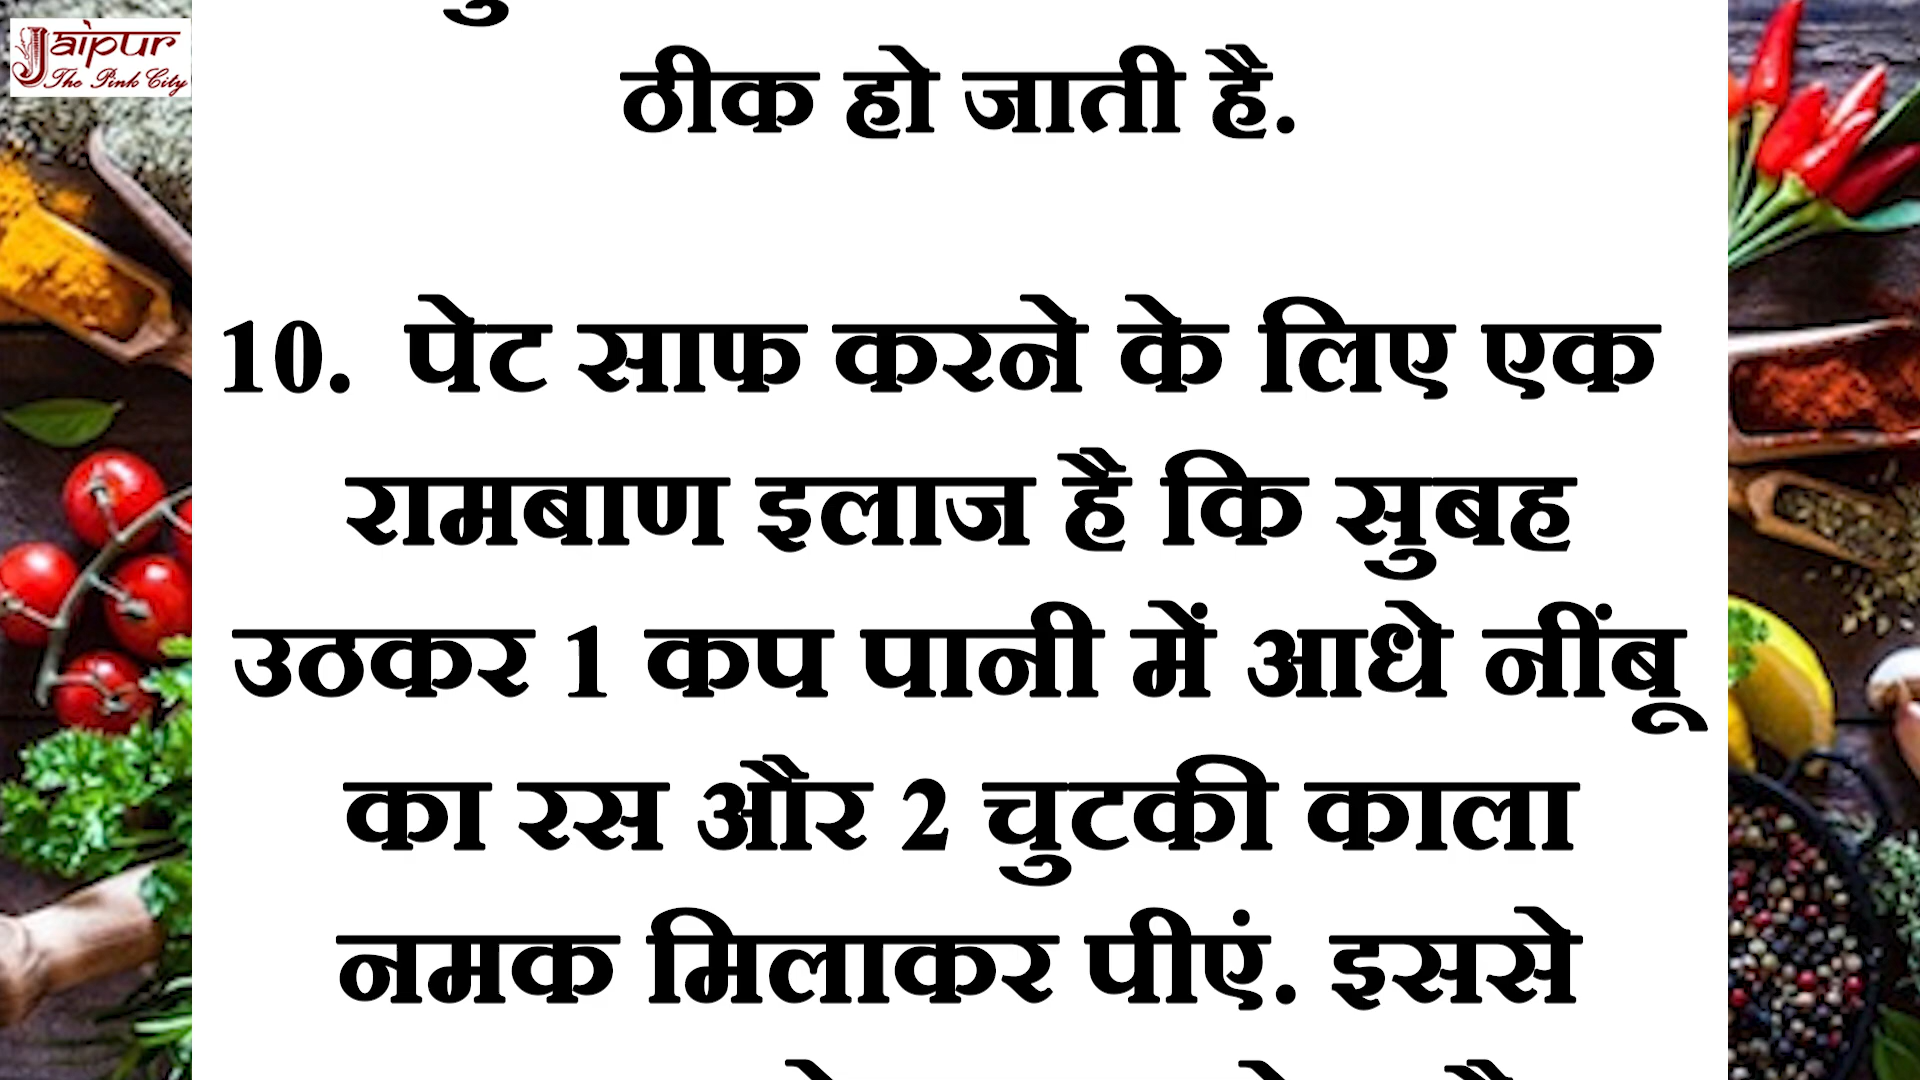 Jaipur
The Pink City
ठीक हो जाती है.
10. पेट साफ करने के लिए एक
रामबाण इलाज है कि सुबह
उठकर 1 कप पानी में आधे नींबू
का रस और 2 चुटकी काला
नमक मिलाकर पीएं. इससे